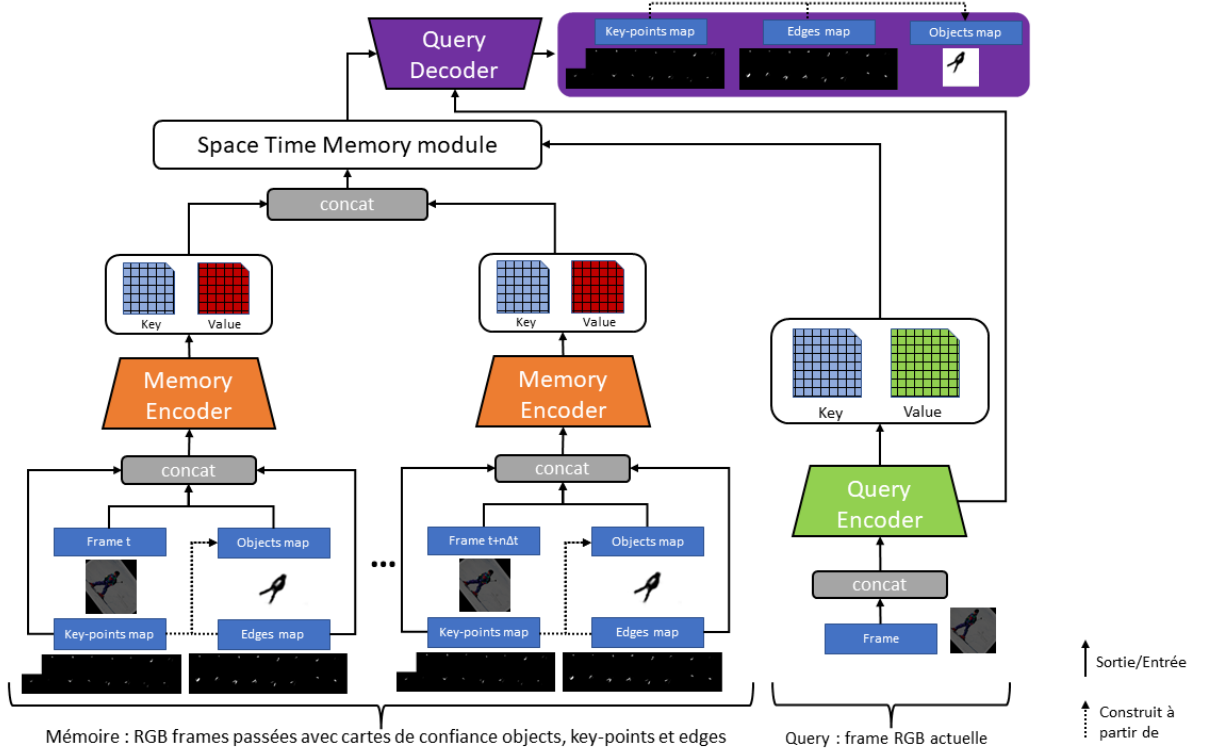 Query
Decoder
Key-points map
Edges map
Objects map
Space Time Memory module
concat
Key
Value
Key
Value
Key
Value
Memory
Encoder
Memory
Encoder
Query
Encoder
concat
concat
concat
Frame t
Objects map
...
Frame t+nΔt
Objects map
Frame
Key-points map
Edges map
Key-points map
Edges map
Sortie/Entrée
Construit à
partir de
Mémoire : RGB frames passées avec cartes de confiance objects, key-points et edges
Query : frame RGB actuelle